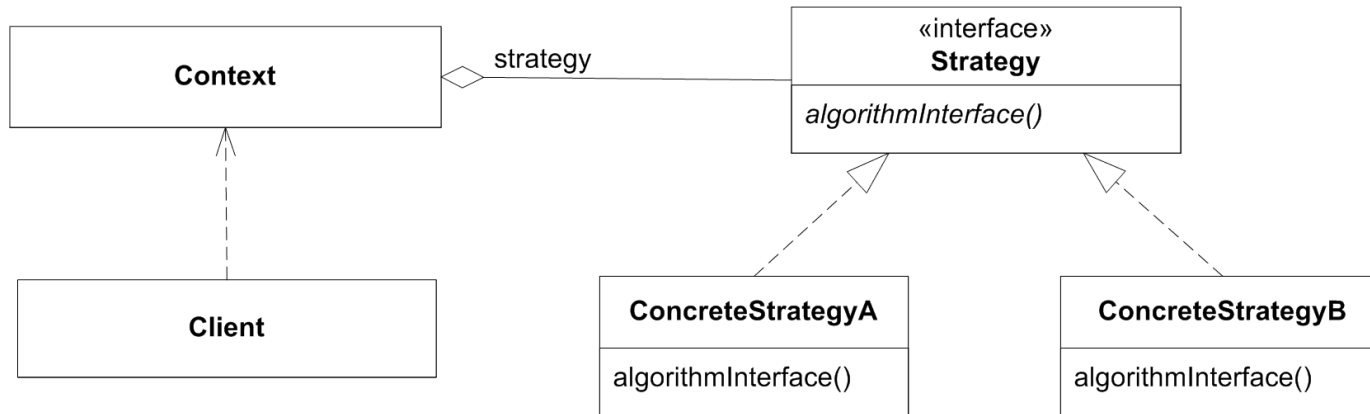 Context
strategy
«interface»
Strategy
algorithmInterface()
Client
ConcreteStrategyA
algorithmInterface()
ConcreteStrategyB
algorithmInterface()